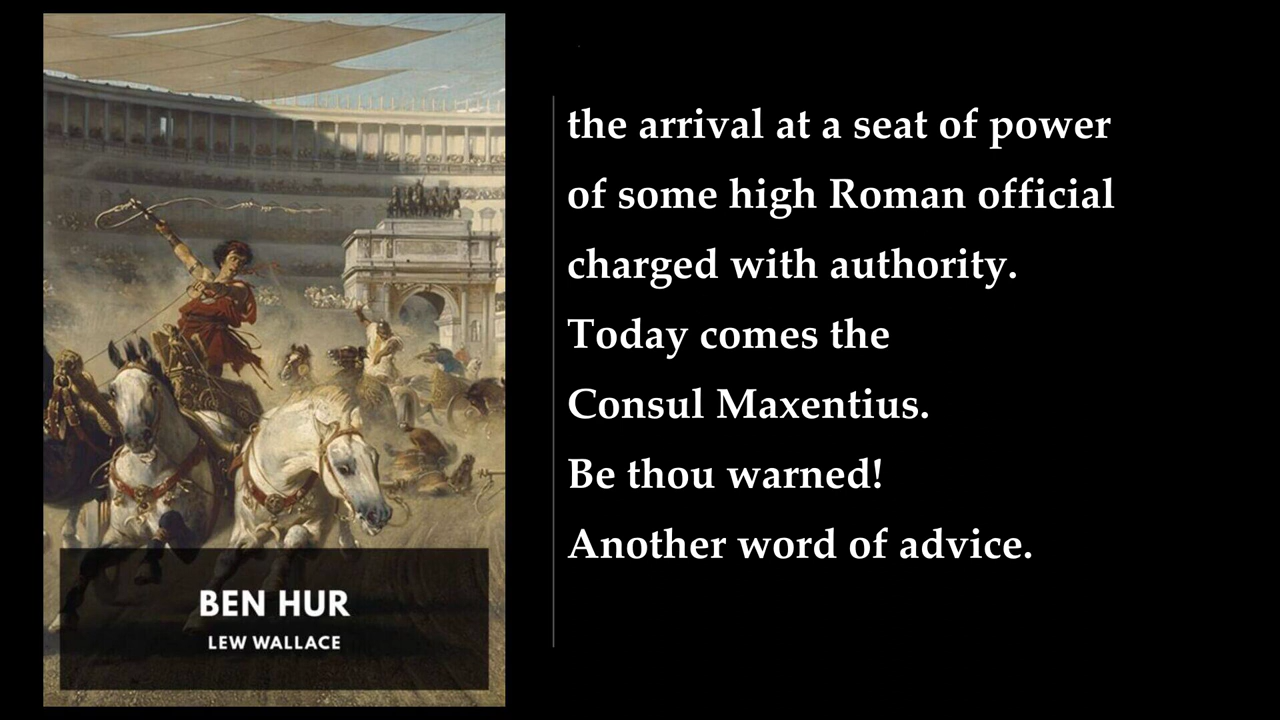 the arrival at a seat of power
of some high Roman official
charged with authority.
Today comes the
Consul Maxentius.
Be thou warned!
Another word of advice.
BEN HUR
LEW WALLACE